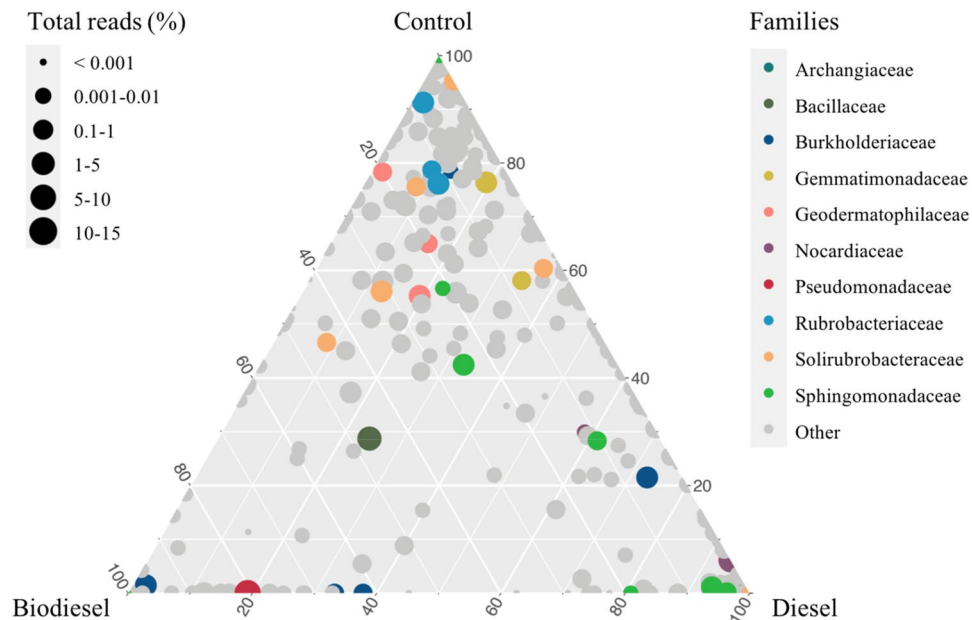 Total reads (%)
< 0.001
0.001-0.01
0.1-1
1-5
5-10
10-15
Control
100
80
60
40
20
20
40
60
80
100
Biodiesel
20
40
60
80
100
Diesel
Families
Archangiaceae
Bacillaceae
Burkholderiaceae
Gemmatimonadaceae
Geodermatophilaceae
Nocardiaceae
Pseudomonadaceae
Rubrobacteriaceae
Solirubrobacteraceae
Sphingomonadaceae
Other